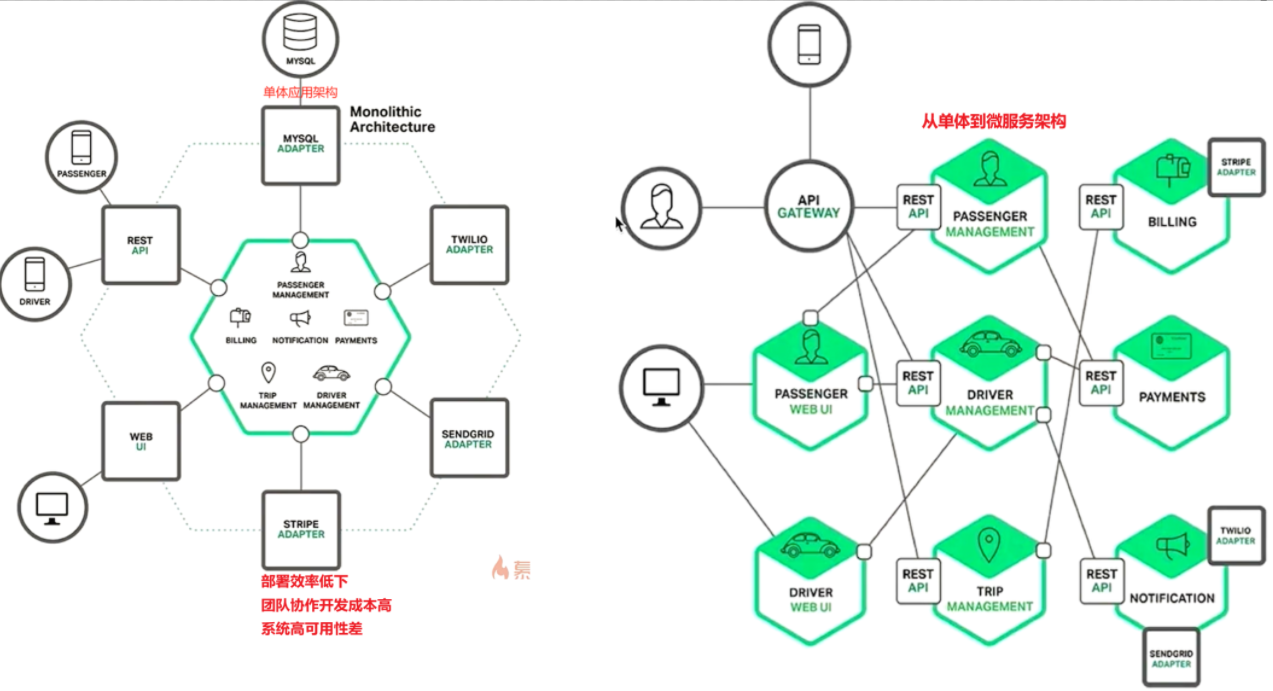 MYSQL
单体应用架构
Monolithic
Architecture
MYSQL
ADAPTER
PASSENGER
REST
API
TWILIO
ADAPTER
DRIVER
PASSENGER
MANAGEMENT
BILLING
NOTIFICATION
PAYMENTS
TRIP
MANAGEMENT
DRIVER
MANAGEMENT
WEB
UI
SENDGRID
ADAPTER
STRIPE
ADAPTER
部署效率低下
团队协作开发成本高
系统高可用性差
从单体到微服务架构
API
GATEWAY
REST
API
PASSENGER
MANAGEMENT
REST
API
BILLING
STRIPE
ADAPTER
PASSENGER
WEB UI
REST
API
DRIVER
MANAGEMENT
REST
API
PAYMENTS
DRIVER
WEB UI
REST
API
TRIP
MANAGEMENT
REST
API
NOTIFICATION
TWILIO
ADAPTER
SENDGRID
ADAPTER